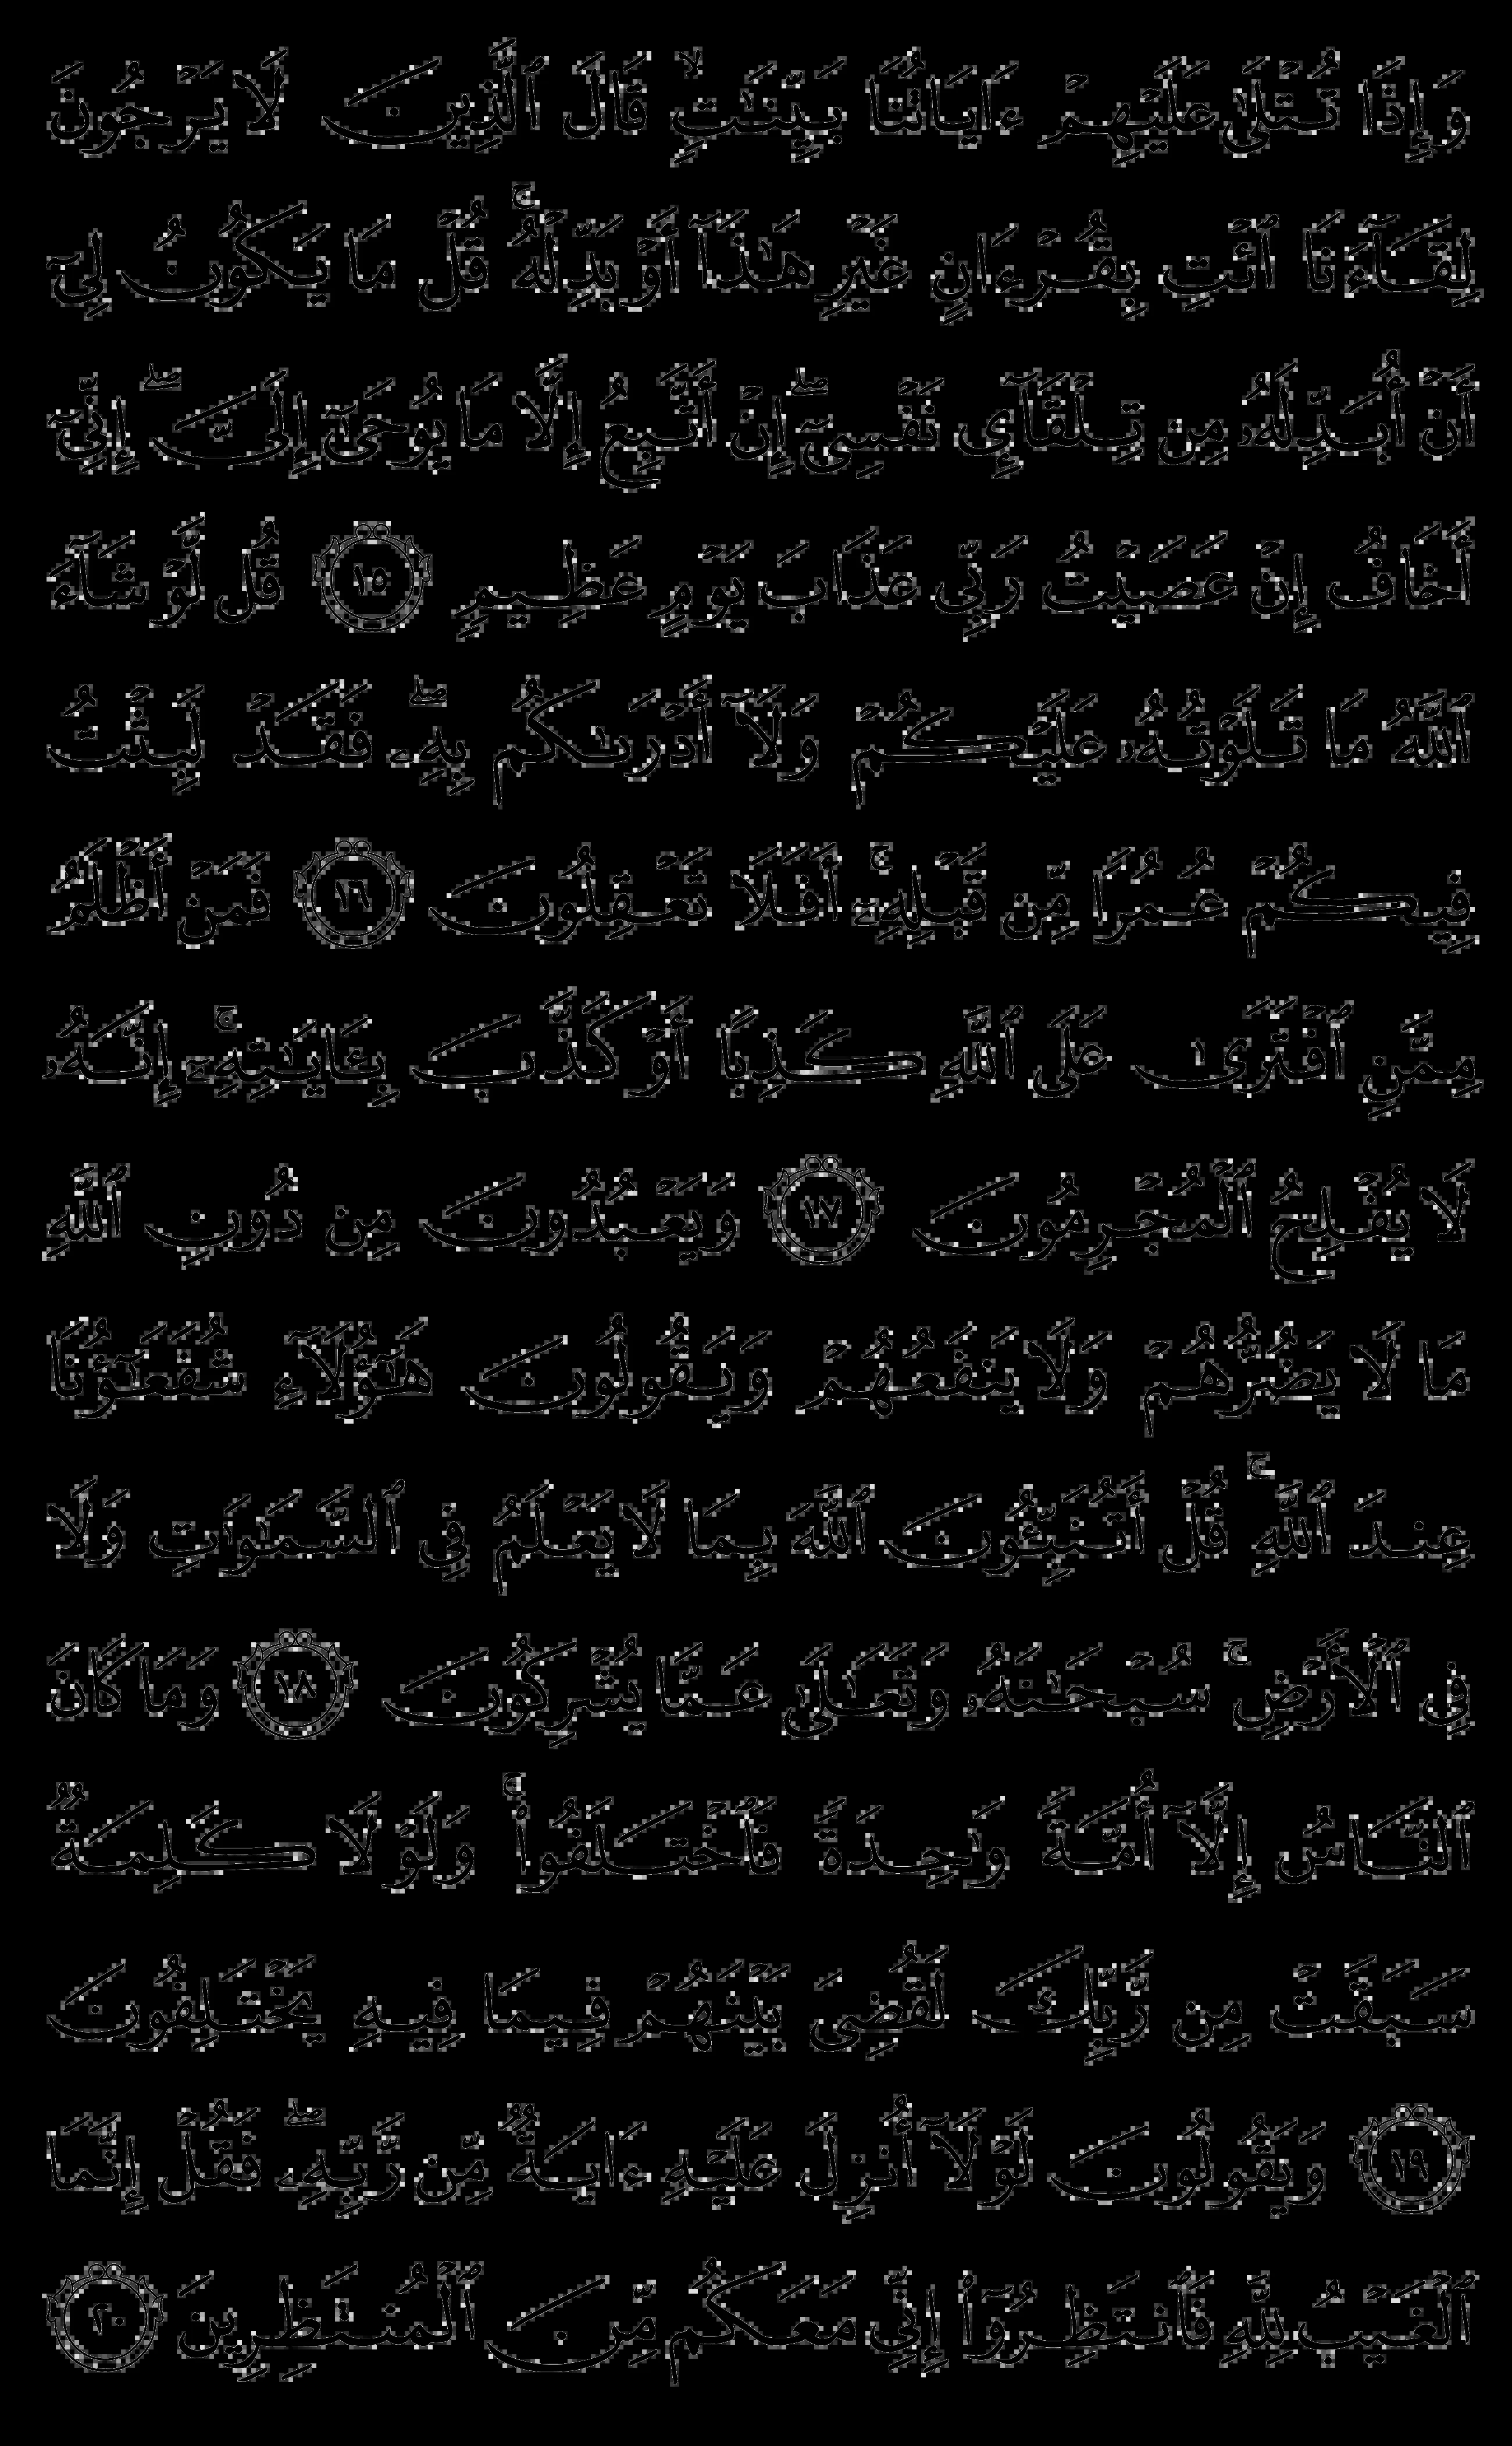 وَإِذَا تُتْلَىٰ عَلَيْهِمْ ءَايَاتُنَا بَيِّنَـٰتٍ ۙ قَالَ ٱلَّذِينَ لَا يَرْجُونَ
لِقَآءَنَا ٱئْتِ بِقُرْءَانٍ غَيْرِ هَـٰذَآ أَوْ بَدِّلْهُ ۚ قُلْ مَا يَكُونُ لِىٓ
أَنْ أُبَدِّلَهُۥ مِن تِلْقَآئِ نَفْسِىٓ ۖ إِنْ أَتَّبِعُ إِلَّا مَا يُوحَىٰٓ إِلَىَّ ۖ إِنِّىٓ
أَخَافُ إِنْ عَصَيْتُ رَبِّى عَذَابَ يَوْمٍ عَظِيمٍ ١٥ قُل لَّوْ شَآءَ
ٱللَّهُ مَا تَلَوْتُهُۥ عَلَيْكُمْ وَلَآ أَدْرَىٰكُم بِهِۦ ۖ فَقَدْ لَبِثْتُ
فِيكُمْ عُمُرًا مِّن قَبْلِهِۦٓ ۚ أَفَلَا تَعْقِلُونَ ١٦ فَمَنْ أَظْلَمُ
مِمَّنِ ٱفْتَرَىٰ عَلَى ٱللَّهِ كَذِبًا أَوْ كَذَّبَ بِـَٔايَـٰتِهِۦٓ ۚ إِنَّهُۥ
لَا يُفْلِحُ ٱلْمُجْرِمُونَ ١٧ وَيَعْبُدُونَ مِن دُونِ ٱللَّهِ
مَا لَا يَضُرُّهُمْ وَلَا يَنفَعُهُمْ وَيَقُولُونَ هَـٰٓؤُلَآءِ شُفَعَـٰٓؤُنَا
عِندَ ٱللَّهِ ۚ قُلْ أَتُنَبِّـُٔونَ ٱللَّهَ بِمَا لَا يَعْلَمُ فِى ٱلسَّمَـٰوَٰتِ وَلَا
فِى ٱلْأَرْضِ ۚ سُبْحَـٰنَهُۥ وَتَعَـٰلَىٰ عَمَّا يُشْرِكُونَ ١٨ وَمَا كَانَ
ٱلنَّاسُ إِلَّآ أُمَّةً وَٰحِدَةً فَٱخْتَلَفُوا۟ ۚ وَلَوْلَا كَلِمَةٌ
سَبَقَتْ مِن رَّبِّكَ لَقُضِىَ بَيْنَهُمْ فِيمَا فِيهِ يَخْتَلِفُونَ
١٩ وَيَقُولُونَ لَوْلَآ أُنزِلَ عَلَيْهِ ءَايَةٌ مِّن رَّبِّهِۦ ۖ فَقُلْ إِنَّمَا
ٱلْغَيْبُ لِلَّهِ فَٱنتَظِرُوٓا۟ إِنِّى مَعَكُم مِّنَ ٱلْمُنتَظِرِينَ ٢٠